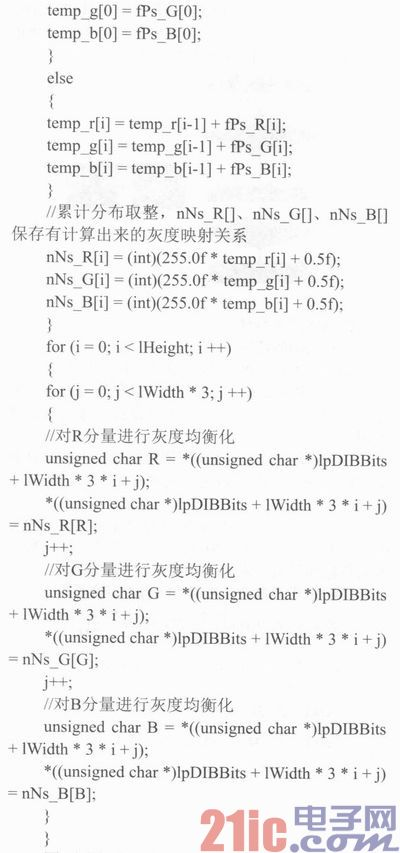 temp_g[0] = fPs_G[0];
temp_b[0] = fPs_B[0];
}
else
{
temp_r[i] = temp_r[i-1] + fPs_R[i];
temp_g[i] = temp_g[i-1] + fPs_G[i];
temp_b[i] = temp_b[i-1] + fPs_B[i];
}
//累计分布取整，nNs_R[]、nNs_G[]、nNs_B[]
保存有计算出来的灰度映射关系
nNs_R[i] = (int)(255.0f * temp_r[i] + 0.5f);
nNs_G[i] = (int)(255.0f * temp_g[i] + 0.5f);
nNs_B[i] = (int)(255.0f * temp_b[i] + 0.5f);
}
for (i = 0; i < lHeight; i ++)
{
for (j = 0; j < lWidth * 3; j ++)
{
//对R分量进行灰度均衡化
unsigned char R = *((unsigned char *)lpDIBBits
+ lWidth * 3 * i + j);
*((unsigned char *)lpDIBBits + lWidth * 3 * i + j)
= nNs_R[R];
j++;
//对G分量进行灰度均衡化
unsigned char G = *((unsigned char *)lpDIBBits
+ lWidth * 3 * i + j);
*((unsigned char *)lpDIBBits + lWidth * 3 * i + j)
= nNs_G[G];
j++;
//对B分量进行灰度均衡化
unsigned char B = *((unsigned char *)lpDIBBits
+ lWidth * 3 * i + j);
*((unsigned char *)lpDIBBits + lWidth * 3 * i + j)
= nNs_B[B];
}
}
21ic电子网
.com